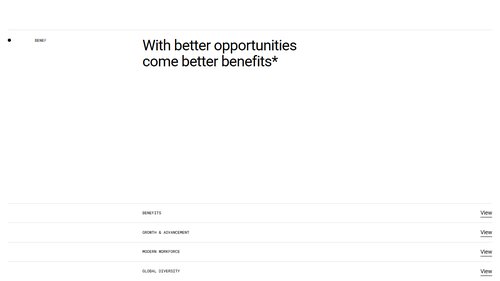 BENEF
With better opportunities
come better benefits*
BENEFITS
View
GROWTH & ADVANCEMENT
View
MODERN WORKFORCE
View
GLOBAL DIVERSITY
View